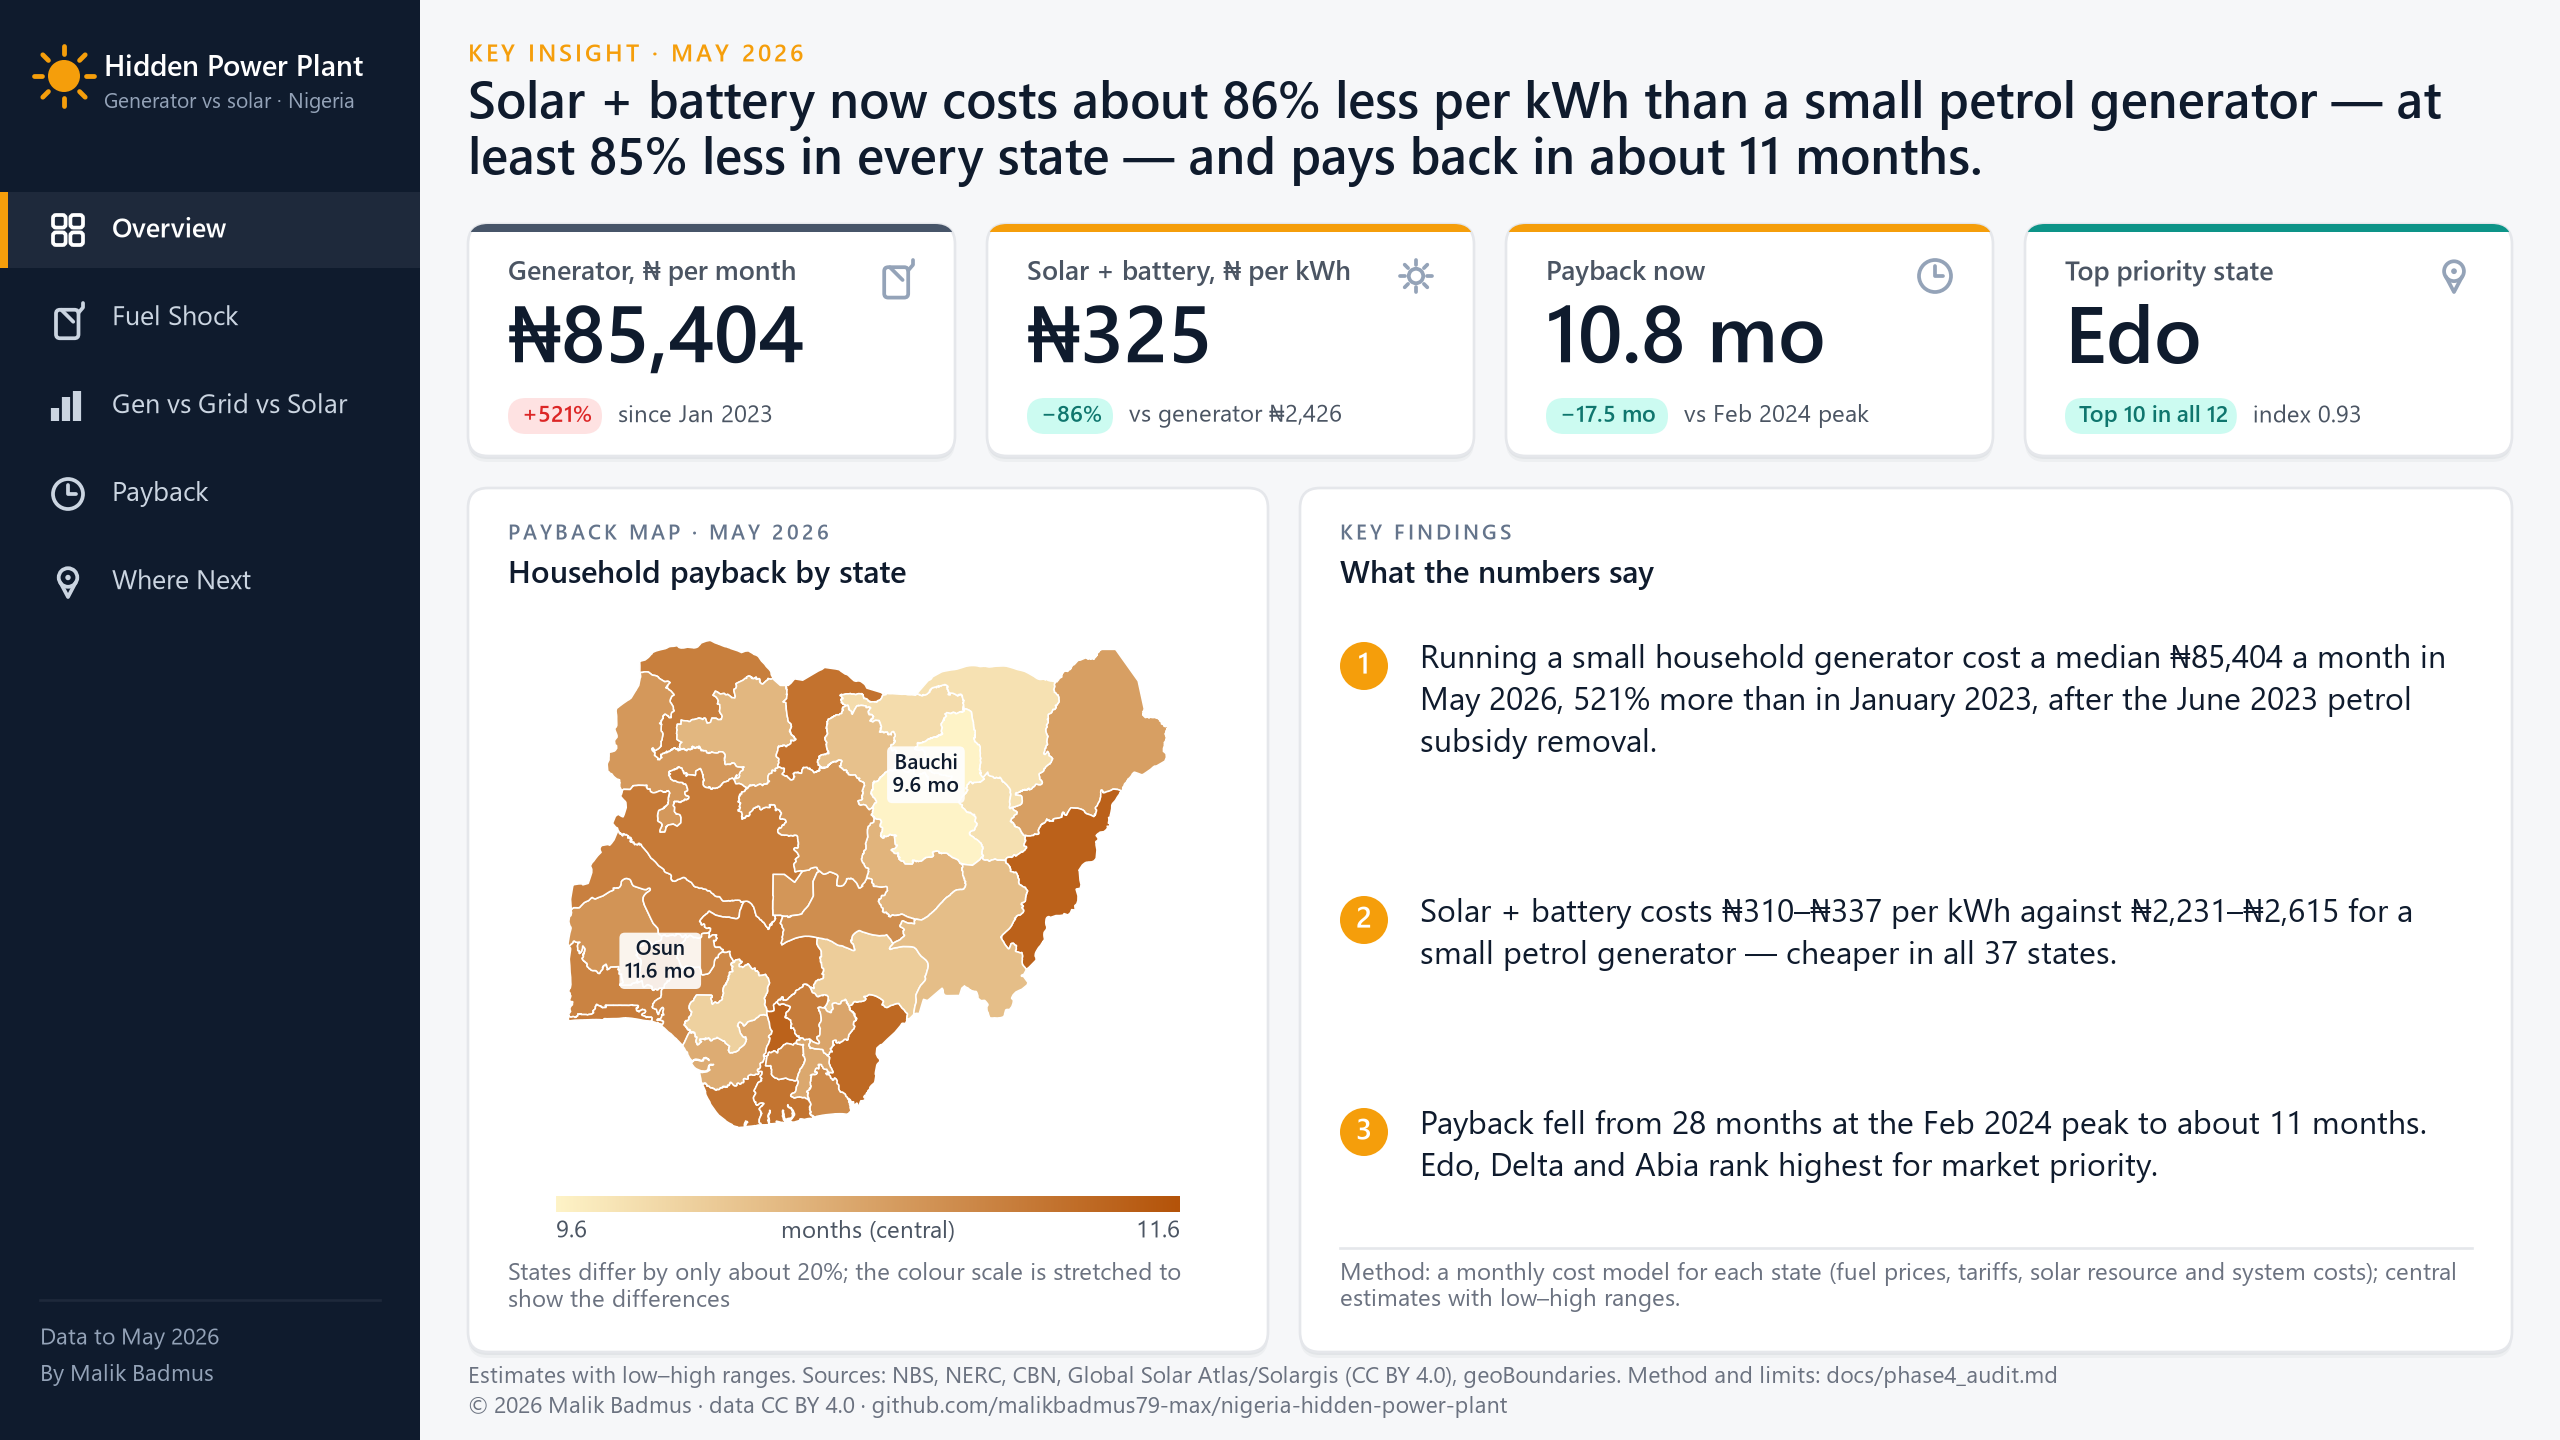 Hidden Power Plant
Generator vs solar · Nigeria
Overview
Fuel Shock
Gen vs Grid vs Solar
Payback
Where Next
Data to May 2026
By Malik Badmus
KEY INSIGHT · MAY 2026
Solar + battery now costs about 86% less per kWh than a small petrol generator — at
least 85% less in every state — and pays back in about 11 months.
Generator, ₦ per month
₦85,404
+521% since Jan 2023
Solar + battery, ₦ per kWh
₦325
−86% vs generator ₦2,426
Payback now
10.8 mo
−17.5 mo vs Feb 2024 peak
Top priority state
Edo
Top 10 in all 12 index 0.93
PAYBACK MAP · MAY 2026
Household payback by state
Bauchi
9.6 mo
Osun
11.6 mo
9.6 months (central) 11.6
States differ by only about 20%; the colour scale is stretched to
show the differences
KEY FINDINGS
What the numbers say
1 Running a small household generator cost a median ₦85,404 a month in
May 2026, 521% more than in January 2023, after the June 2023 petrol
subsidy removal.
2 Solar + battery costs ₦310–₦337 per kWh against ₦2,231–₦2,615 for a
small petrol generator — cheaper in all 37 states.
3 Payback fell from 28 months at the Feb 2024 peak to about 11 months.
Edo, Delta and Abia rank highest for market priority.
Method: a monthly cost model for each state (fuel prices, tariffs, solar resource and system costs); central
estimates with low–high ranges.
Estimates with low–high ranges. Sources: NBS, NERC, CBN, Global Solar Atlas/Solargis (CC BY 4.0), geoBoundaries. Method and limits: docs/phase4_audit.md
© 2026 Malik Badmus · data CC BY 4.0 · github.com/malikbadmus79-max/nigeria-hidden-power-plant